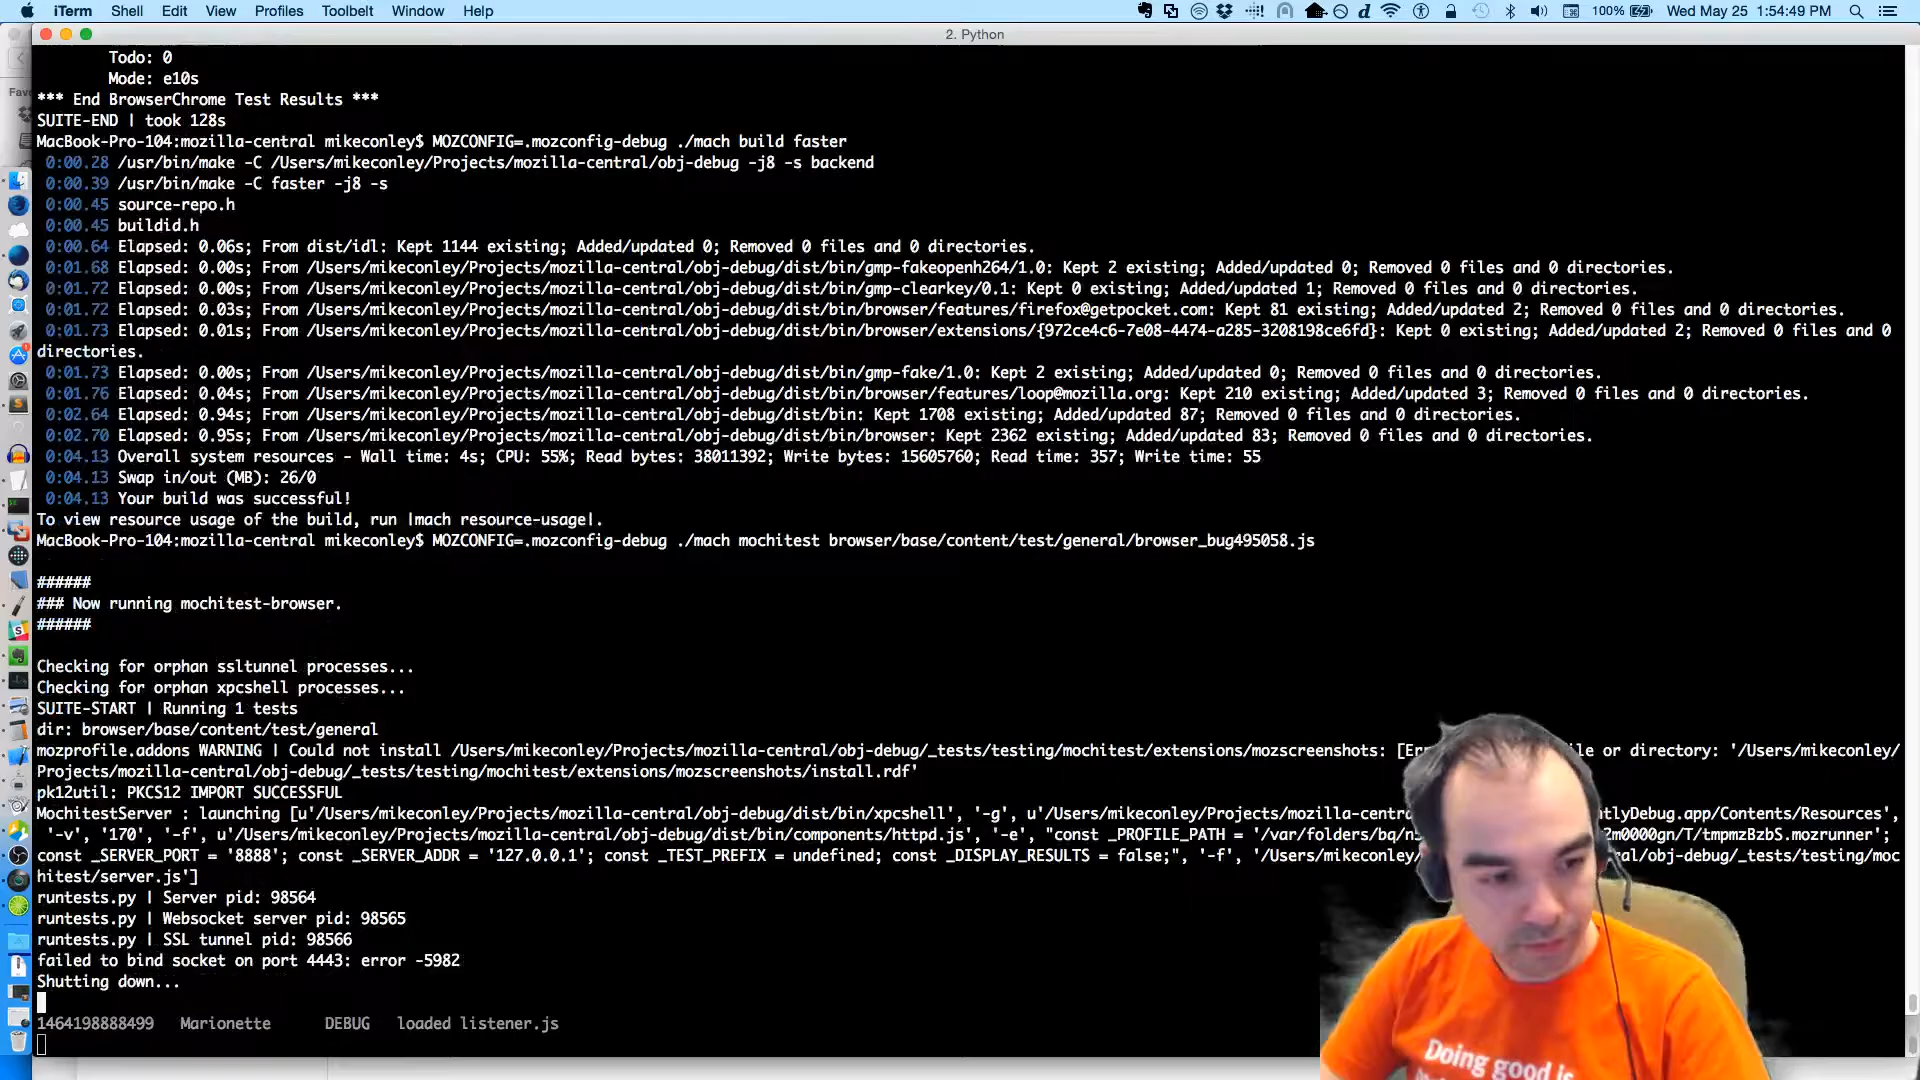 iTerm Shell Edit View Profiles Toolbelt Window Help 100% Wed May 25 1:54:49 PM
2. Python
Todo: 0
Fav
Mode: e10s
*** End BrowserChrome Test Results ***
SUITE-END | took 128s
MacBook-Pro-104:mozilla-central mikeconley$ MOZCONFIG=.mozconfig-debug ./mach build faster
0:00.28 /usr/bin/make -C /Users/mikeconley/Projects/mozilla-central/obj-debug -j8 -s backend
0:00.39 /usr/bin/make -C faster -j8 -s
0:00.45 source-repo.h
0:00.45 buildid.h
0:00.64 Elapsed: 0.06s; From dist/idl: Kept 1144 existing; Added/updated 0; Removed 0 files and 0 directories.
0:01.68 Elapsed: 0.00s; From /Users/mikeconley/Projects/mozilla-central/obj-debug/dist/bin/gmp-fakeopenh264/1.0: Kept 2 existing; Added/updated 0; Removed 0 files and 0 directories.
0:01.72 Elapsed: 0.00s; From /Users/mikeconley/Projects/mozilla-central/obj-debug/dist/bin/gmp-clearkey/0.1: Kept 0 existing; Added/updated 1; Removed 0 files and 0 directories.
0:01.72 Elapsed: 0.03s; From /Users/mikeconley/Projects/mozilla-central/obj-debug/dist/bin/browser/features/firefox@getpocket.com: Kept 81 existing; Added/updated 2; Removed 0 files and 0 directories.
0:01.73 Elapsed: 0.01s; From /Users/mikeconley/Projects/mozilla-central/obj-debug/dist/bin/browser/extensions/{972ce4c6-7e08-4474-a285-3208198ce6fd}: Kept 0 existing; Added/updated 2; Removed 0 files and 0
directories.
0:01.73 Elapsed: 0.00s; From /Users/mikeconley/Projects/mozilla-central/obj-debug/dist/bin/gmp-fake/1.0: Kept 2 existing; Added/updated 0; Removed 0 files and 0 directories.
0:01.76 Elapsed: 0.04s; From /Users/mikeconley/Projects/mozilla-central/obj-debug/dist/bin/browser/features/loop@mozilla.org: Kept 210 existing; Added/updated 3; Removed 0 files and 0 directories.
0:02.64 Elapsed: 0.94s; From /Users/mikeconley/Projects/mozilla-central/obj-debug/dist/bin: Kept 1708 existing; Added/updated 87; Removed 0 files and 0 directories.
0:02.70 Elapsed: 0.95s; From /Users/mikeconley/Projects/mozilla-central/obj-debug/dist/bin/browser: Kept 2362 existing; Added/updated 83; Removed 0 files and 0 directories.
0:04.13 Overall system resources - Wall time: 4s; CPU: 55%; Read bytes: 38011392; Write bytes: 15605760; Read time: 357; Write time: 55
0:04.13 Swap in/out (MB): 26/0
0:04.13 Your build was successful!
To view resource usage of the build, run |mach resource-usage|.
MacBook-Pro-104:mozilla-central mikeconley$ MOZCONFIG=.mozconfig-debug ./mach mochitest browser/base/content/test/general/browser_bug495058.js
######
### Now running mochitest-browser.
######
Checking for orphan ssltunnel processes...
Checking for orphan xpcshell processes...
SUITE-START | Running 1 tests
dir: browser/base/content/test/general
mozprofile.addons WARNING | Could not install /Users/mikeconley/Projects/mozilla-central/obj-debug/_tests/testing/mochitest/extensions/mozscreenshots: [Er ile or directory: '/Users/mikeconley/
Projects/mozilla-central/obj-debug/_tests/testing/mochitest/extensions/mozscreenshots/install.rdf'
pk12util: PKCS12 IMPORT SUCCESSFUL
MochitestServer : launching [u'/Users/mikeconley/Projects/mozilla-central/obj-debug/dist/bin/xpcshell', '-g', u'/Users/mikeconley/Projects/mozilla-centr ntlyDebug.app/Contents/Resources',
'-v', '170', '-f', u'/Users/mikeconley/Projects/mozilla-central/obj-debug/dist/bin/components/httpd.js', '-e', "const _PROFILE_PATH = '/var/folders/bq/n 2m0000gn/T/tmpmzBzbS.mozrunner';
const _SERVER_PORT = '8888'; const _SERVER_ADDR = '127.0.0.1'; const _TEST_PREFIX = undefined; const _DISPLAY_RESULTS = false;", '-f', '/Users/mikeconley tral/obj-debug/_tests/testing/moc
hitest/server.js']
runtests.py | Server pid: 98564
runtests.py | Websocket server pid: 98565
runtests.py | SSL tunnel pid: 98566
failed to bind socket on port 4443: error -5982
Shutting down...
1464198888499 Marionette DEBUG loaded listener.js
Doing good is